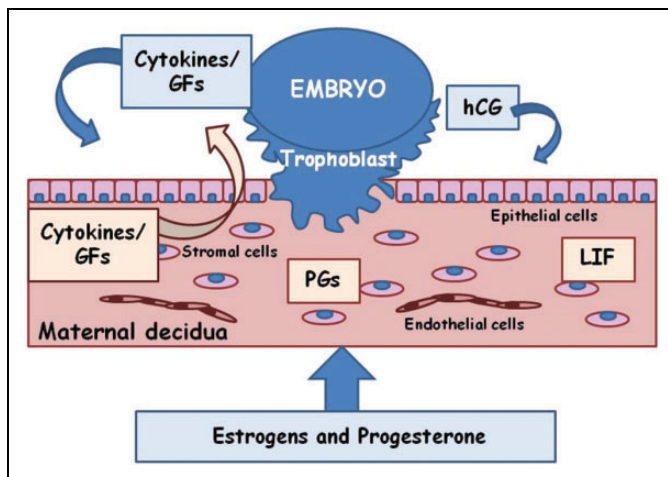 Cytokines/
GFs
EMBRYO
hCG
Trophoblast
Epithelial cells
Cytokines/
GFs
Stromal cells
PGs
LIF
Endothelial cells
Maternal decidua
Estrogens and Progesterone